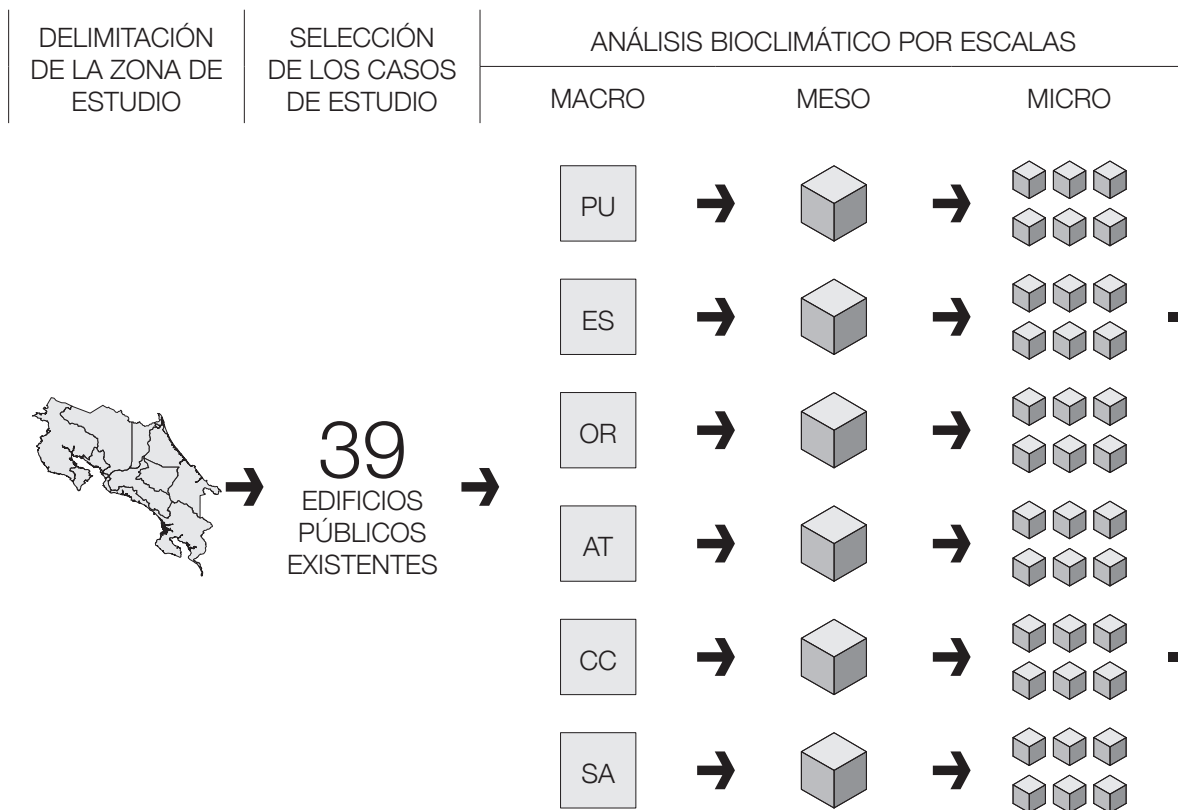 DELIMITACIÓN
DE LA ZONA DE
ESTUDIO
SELECCIÓN
DE LOS CASOS
DE ESTUDIO
ANÁLISIS BIOCLIMÁTICO POR ESCALAS
MACRO
MESO
MICRO
39
EDIFICIOS
PÚBLICOS
EXISTENTES
PU
ES
OR
AT
CC
SA